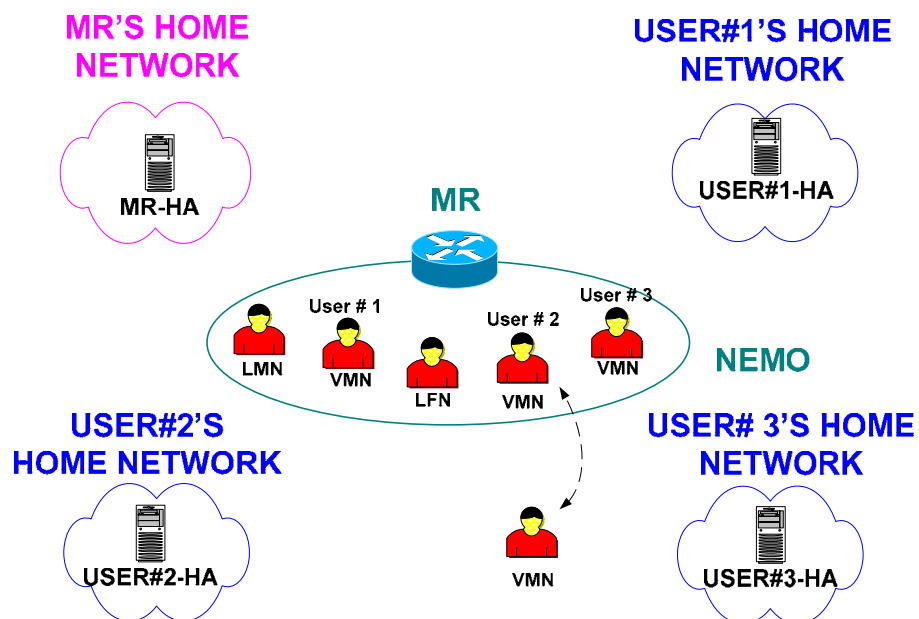 MR'S HOME
NETWORK
MR-HA
USER#1'S HOME
NETWORK
USER#1-HA
MR
LMN
User # 1
VMN
LFN
User # 2
VMN
User # 3
VMN
NEMO
USER#2'S
HOME NETWORK
USER#2-HA
VMN
USER# 3'S HOME
NETWORK
USER#3-HA